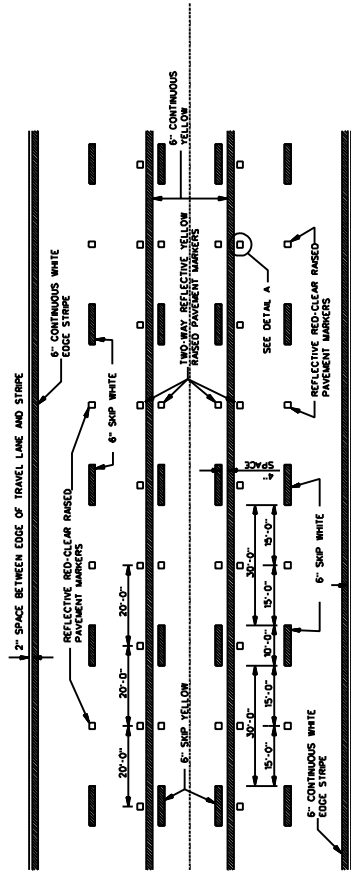 2" SPACE BETWEEN EDGE OF TRAVEL LANE AND STRIPE
6" CONTINUOUS WHITE
EDGE STRIPE
REFLECTIVE RED-CLEAR RAISED
PAVEMENT MARKERS
6" SKIP WHITE
20'-0"
20'-0"
20'-0"
6" CONTINUOUS
YELLOW
TWO-WAY REFLECTIVE YELLOW
RAISED PAVEMENT MARKERS
6" SKIP YELLOW
4"
SPACE
SEE DETAIL A
30'-0"
30'-0"
15'-0"
15'-0"
10'-0"
15'-0"
15'-0"
REFLECTIVE RED-CLEAR RAISED
PAVEMENT MARKERS
6" SKIP WHITE
6" CONTINUOUS WHITE
EDGE STRIPE